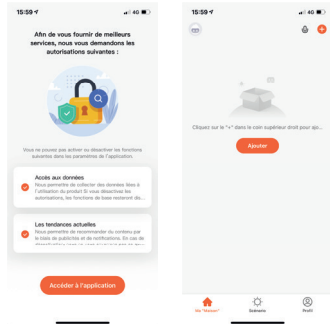 15:59
4G
Afin de vous fournir de meilleurs
services, nous vous demandons les
autorisations suivantes :
Vous ne pouvez pas activer ou désactiver les fonctions
suivantes dans les paramètres de l'application.
Accès aux données
Nous permettre de collecter des données liées à
l'utilisation du produit Si vous désactivez les
autorisations, les fonctions de base resteront dis...
Les tendances actuelles
Nous permettre de recommander du contenu par
le biais de publicités et de notifications. En cas de
Accéder à l'application
15:59
4G
Cliquez sur le "+" dans le coin supérieur droit pour ajo...
Ajouter
Scénario
Profil